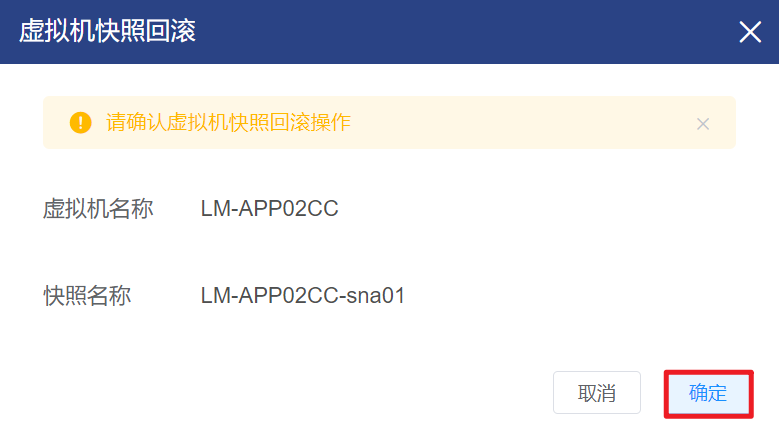 虚拟机快照回滚
请确认虚拟机快照回滚操作
虚拟机名称 LM-APP02CC
快照名称 LM-APP02CC-sna01
取消 确定